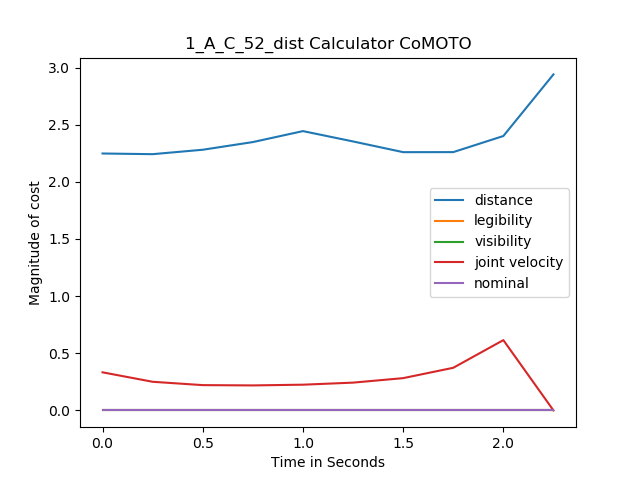 1_A_C_52_dist Calculator CoMOTO
3.0
2.5
2.0
1.5
1.0
0.5
0.0
Magnitude of cost
distance
legibility
visibility
joint velocity
nominal
0.0 0.5 1.0 1.5 2.0
Time in Seconds